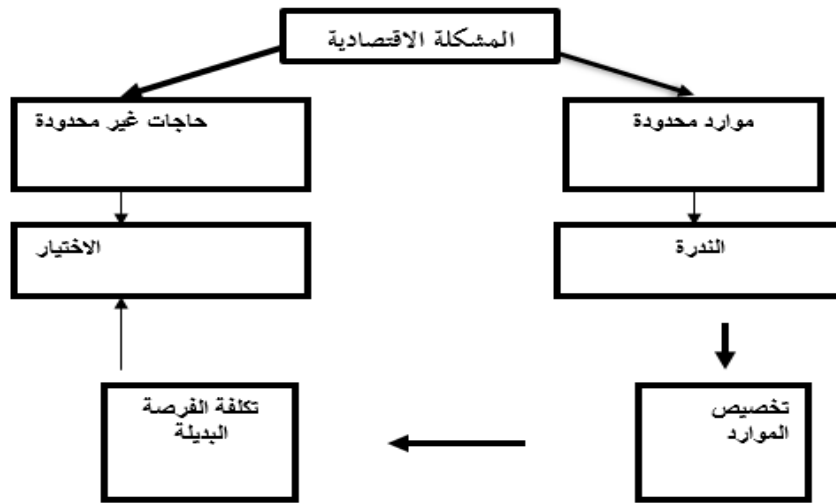 المشكلة الاقتصادية
موارد محدودة
حاجات غير محدودة
الندرة
الاختيار
تخصيص
الموارد
تكلفة الفرصة
البديلة